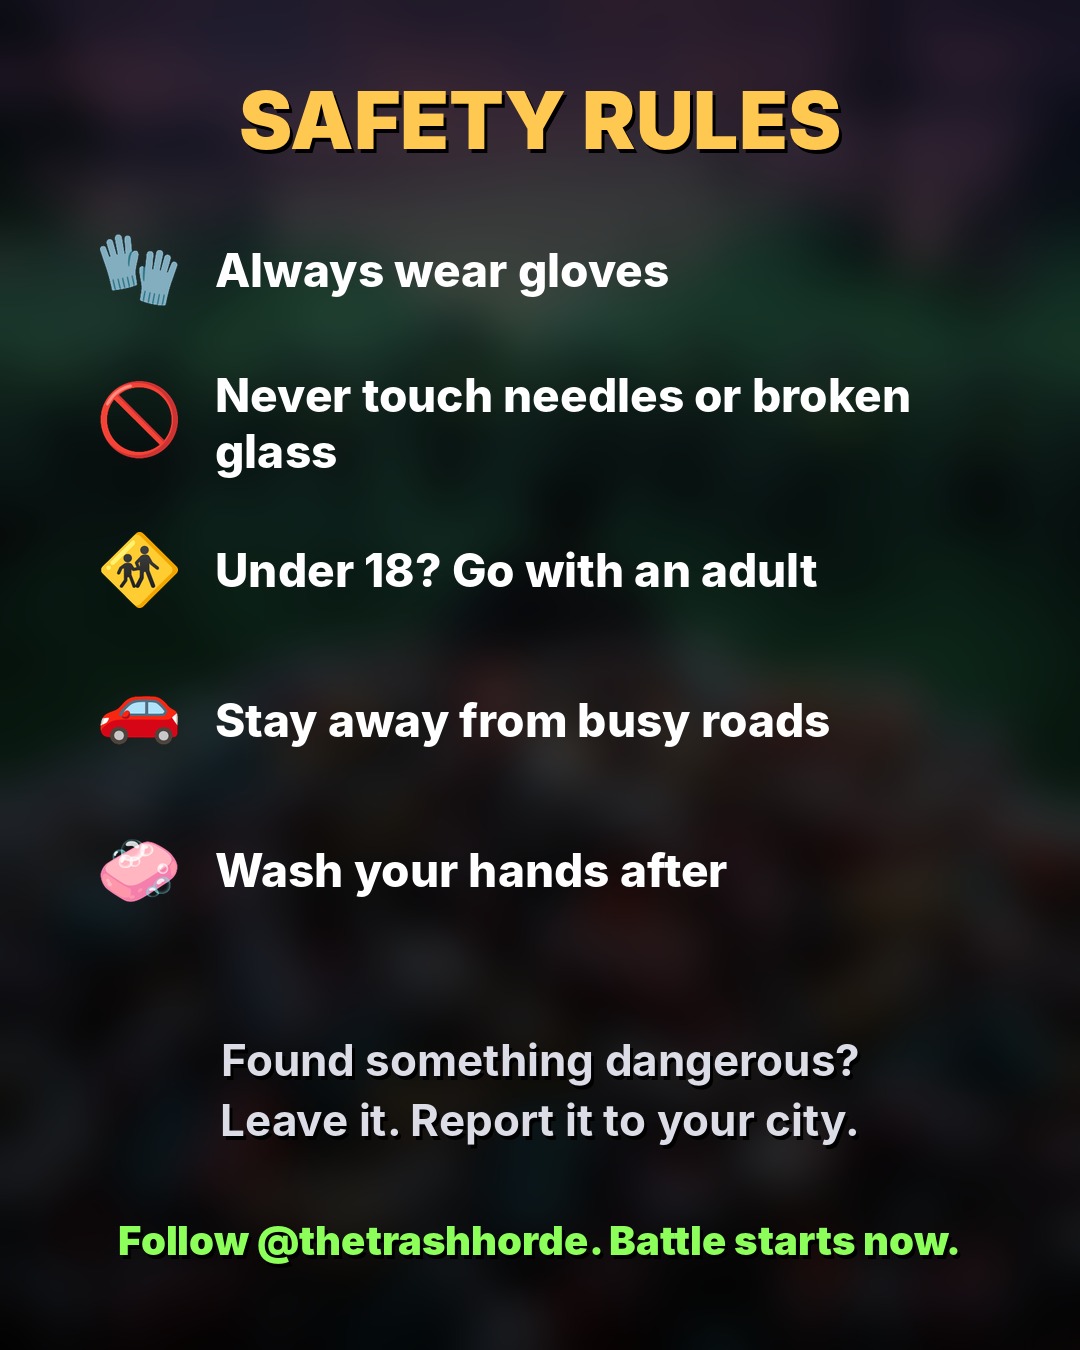 SAFETY RULES
Always wear gloves
Never touch needles or broken
glass
Under 18? Go with an adult
Stay away from busy roads
Wash your hands after
Found something dangerous?
Leave it. Report it to your city.
Follow @thetrashhorde. Battle starts now.